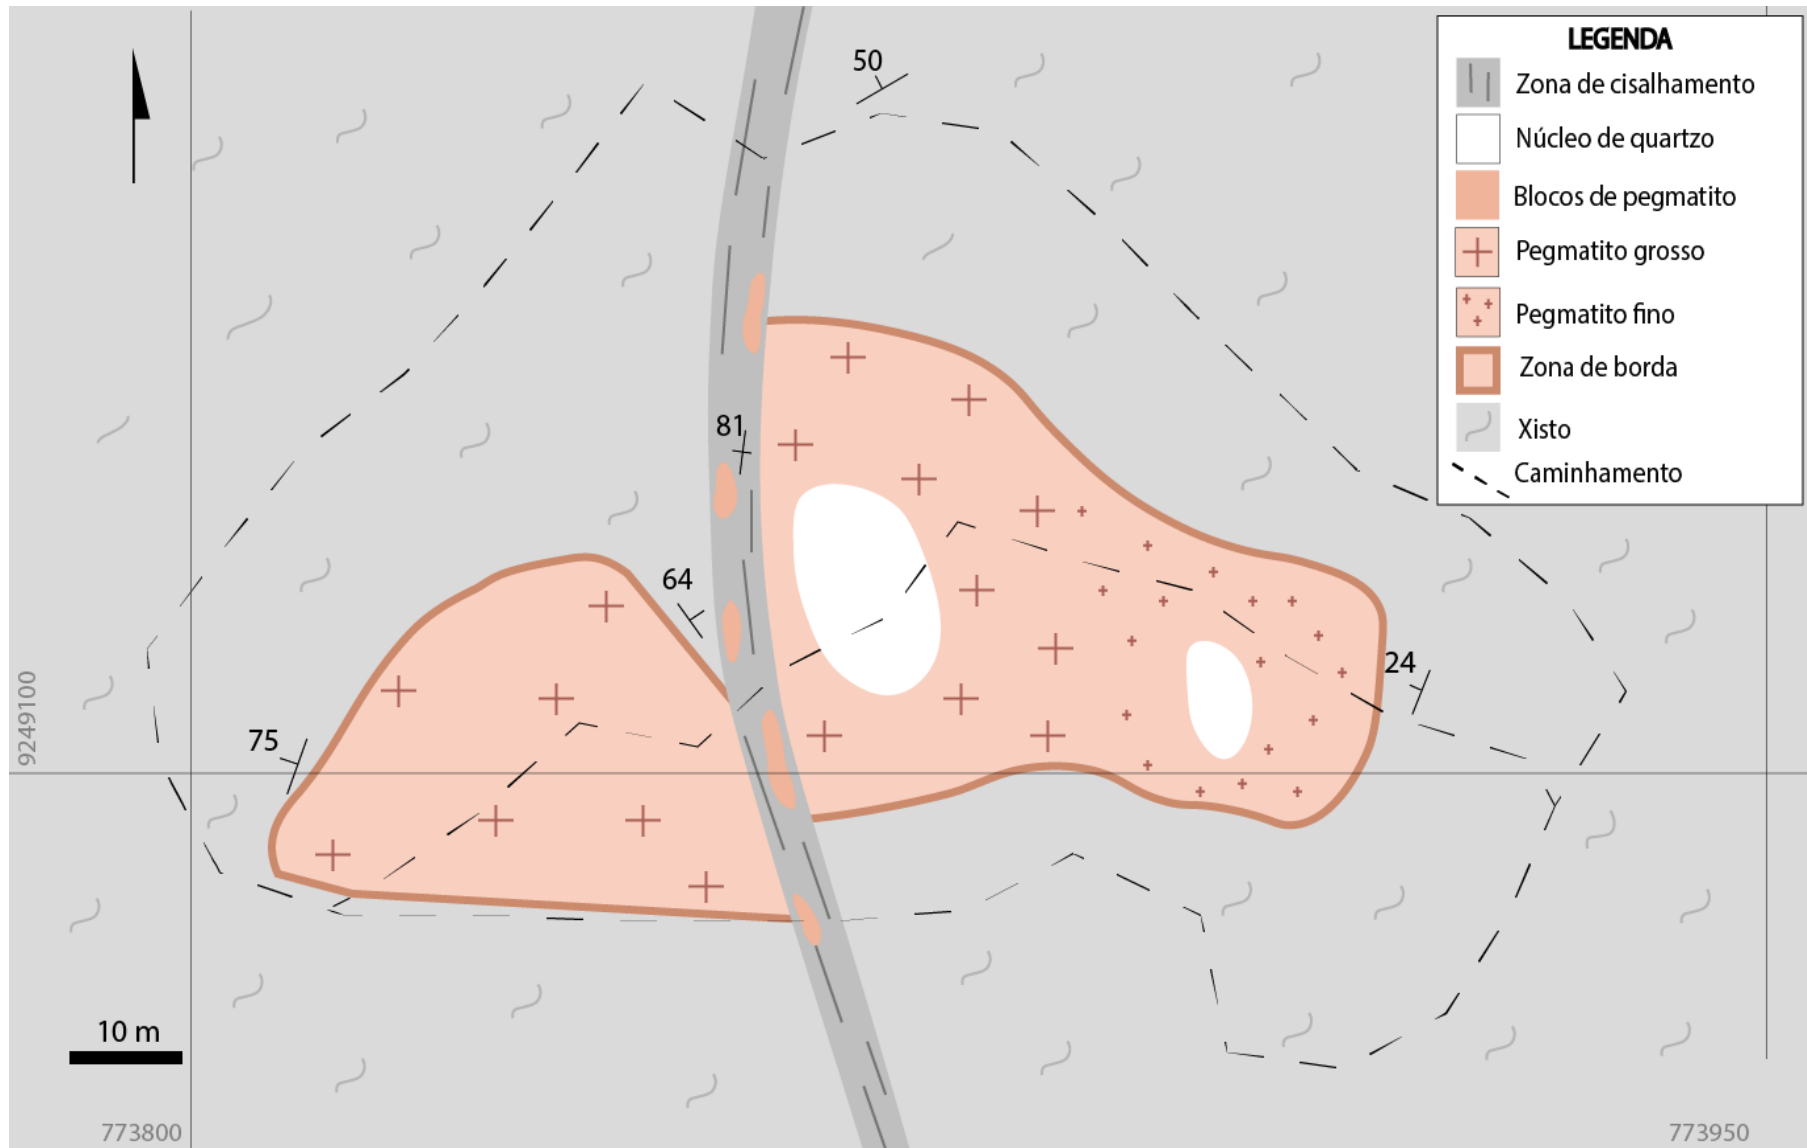 50
LEGENDA
Zona de cisalhamento
Núcleo de quartzo
Blocos de pegmatito
Pegmatito grosso
Pegmatito fino
Zona de borda
Xisto
Caminhamento
81
64
24
75
9249100
10 m
773800
773950